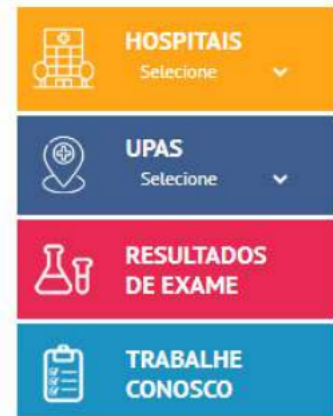 HOSPITAIS
Selecione
UPAS
Selecione
RESULTADOS
DE EXAME
TRABALHE
CONOSCO